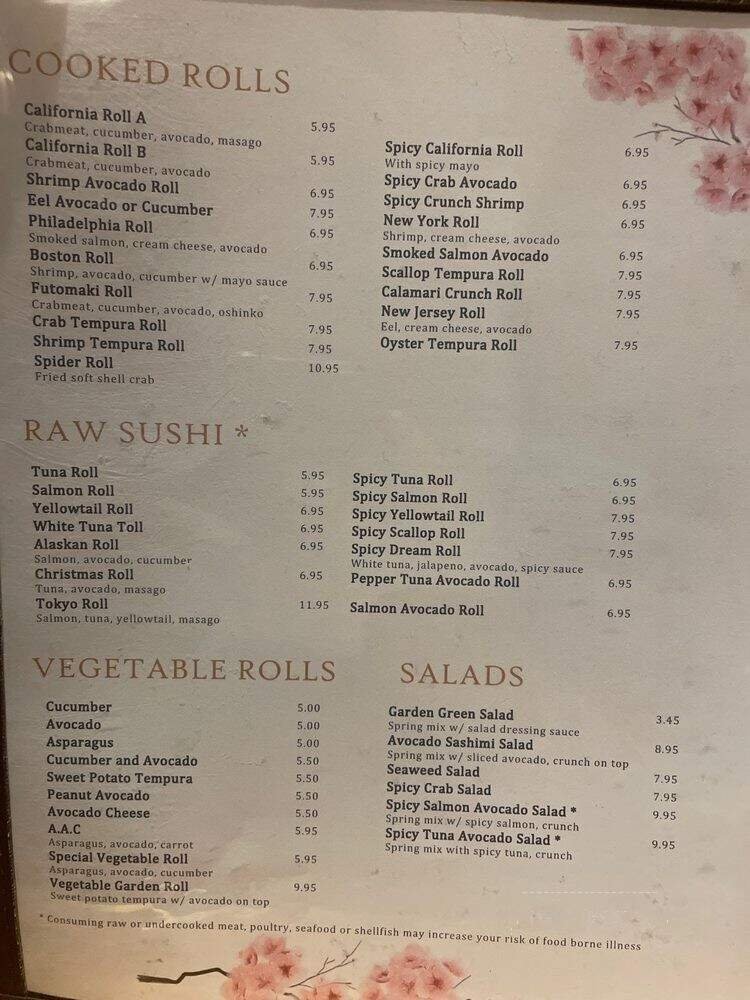 COOKED ROLLS
California Roll A 5.95
Crabmeat, cucumber, avocado, masago
California Roll B 5.95
Crabmeat, cucumber, avocado
Shrimp Avocado Roll 6.95
Eel Avocado or Cucumber 7.95
Philadelphia Roll 6.95
Smoked salmon, cream cheese, avocado
Boston Roll 6.95
Shrimp, avocado, cucumber w/ mayo sauce
Futomaki Roll 7.95
Crabmeat, cucumber, avocado, oshinko
Crab Tempura Roll 7.95
Shrimp Tempura Roll 7.95
Spider Roll 10.95
Fried soft shell crab
Spicy California Roll 6.95
With spicy mayo
Spicy Crab Avocado 6.95
Spicy Crunch Shrimp 6.95
New York Roll 6.95
Shrimp, cream cheese, avocado
Smoked Salmon Avocado 6.95
Scallop Tempura Roll 7.95
Calamari Crunch Roll 7.95
New Jersey Roll 7.95
Eel, cream cheese, avocado
Oyster Tempura Roll 7.95
RAW SUSHI *
Tuna Roll 5.95
Salmon Roll 5.95
Yellowtail Roll 6.95
White Tuna Toll 6.95
Alaskan Roll 6.95
Salmon, avocado, cucumber
Christmas Roll 6.95
Tuna, avocado, masago
Tokyo Roll 11.95
Salmon, tuna, yellowtail, masago
Spicy Tuna Roll 6.95
Spicy Salmon Roll 6.95
Spicy Yellowtail Roll 7.95
Spicy Scallop Roll 7.95
Spicy Dream Roll 7.95
White tuna, jalapeno, avocado, spicy sauce
Pepper Tuna Avocado Roll 6.95
Salmon Avocado Roll 6.95
VEGETABLE ROLLS
Cucumber 5.00
Avocado 5.00
Asparagus 5.00
Cucumber and Avocado 5.50
Sweet Potato Tempura 5.50
Peanut Avocado 5.50
Avocado Cheese 5.50
A.A.C 5.95
Asparagus, avocado, carrot
Special Vegetable Roll 5.95
Asparagus, avocado, cucumber
Vegetable Garden Roll 9.95
Sweet potato tempura w/ avocado on top
SALADS
Garden Green Salad 3.45
Spring mix w/ salad dressing sauce
Avocado Sashimi Salad 8.95
Spring mix w/ sliced avocado, crunch on top
Seaweed Salad 7.95
Spicy Crab Salad 7.95
Spicy Salmon Avocado Salad * 9.95
Spring mix w/ spicy salmon, crunch
Spicy Tuna Avocado Salad * 9.95
Spring mix with spicy tuna, crunch
* Consuming raw or undercooked meat, poultry, seafood or shellfish may increase your risk of food borne illness